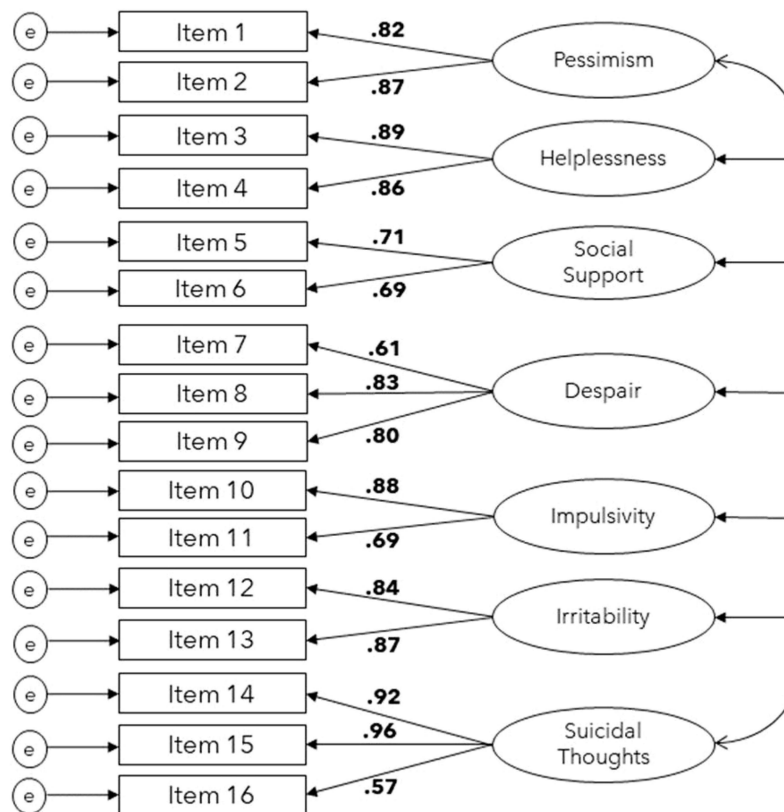 e Item 1 .82
Pessimism
e Item 2 .87
e Item 3 .89
Helplessness
e Item 4 .86
e Item 5 .71
Social
Support
e Item 6 .69
e Item 7 .61
e Item 8 .83 Despair
e Item 9 .80
e Item 10 .88
Impulsivity
e Item 11 .69
e Item 12 .84
Irritability
e Item 13 .87
e Item 14 .92
Suicidal
e Item 15 .96
Thoughts
e Item 16 .57